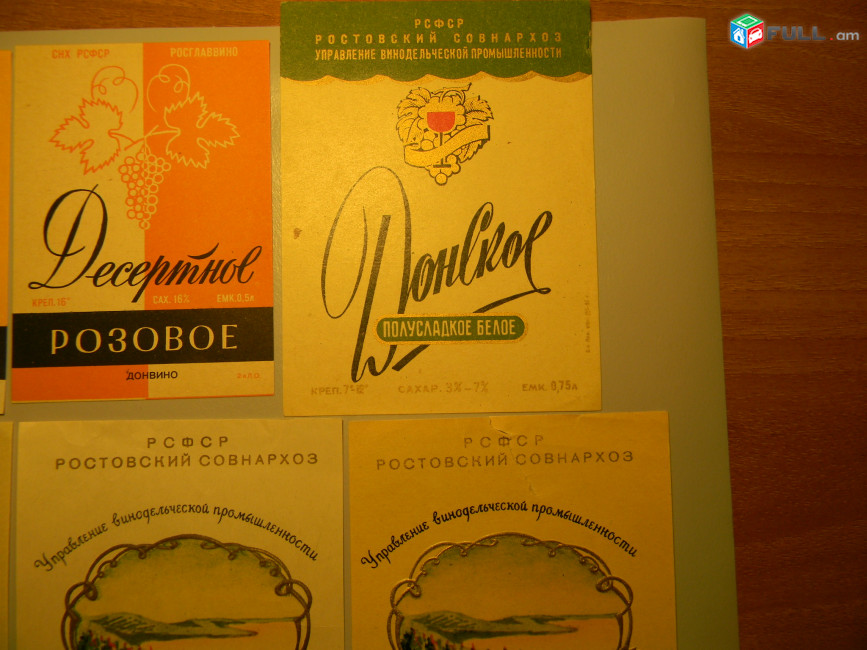 СНХ РСФСР РОСГЛАВВИНО
Десертное
КРЕП. 16° САХ. 16% ЕМК. 0.5л
РОЗОВОЕ
ДОНВИНО
РСФСР
РОСТОВСКИЙ СОВНАРХОЗ
УПРАВЛЕНИЕ ВИНОДЕЛЬЧЕСКОЙ ПРОМЫШЛЕННОСТИ
Донское
ПОЛУСЛАДКОЕ БЕЛОЕ
САХАР. 3%-7% ЕМК. 0,75л
РСФСР
РОСТОВСКИЙ СОВНАРХОЗ
Управление винодельческой промышленности
РСФСР
РОСТОВСКИЙ СОВНАРХОЗ
Управление винодельческой промышленности
FULL.am